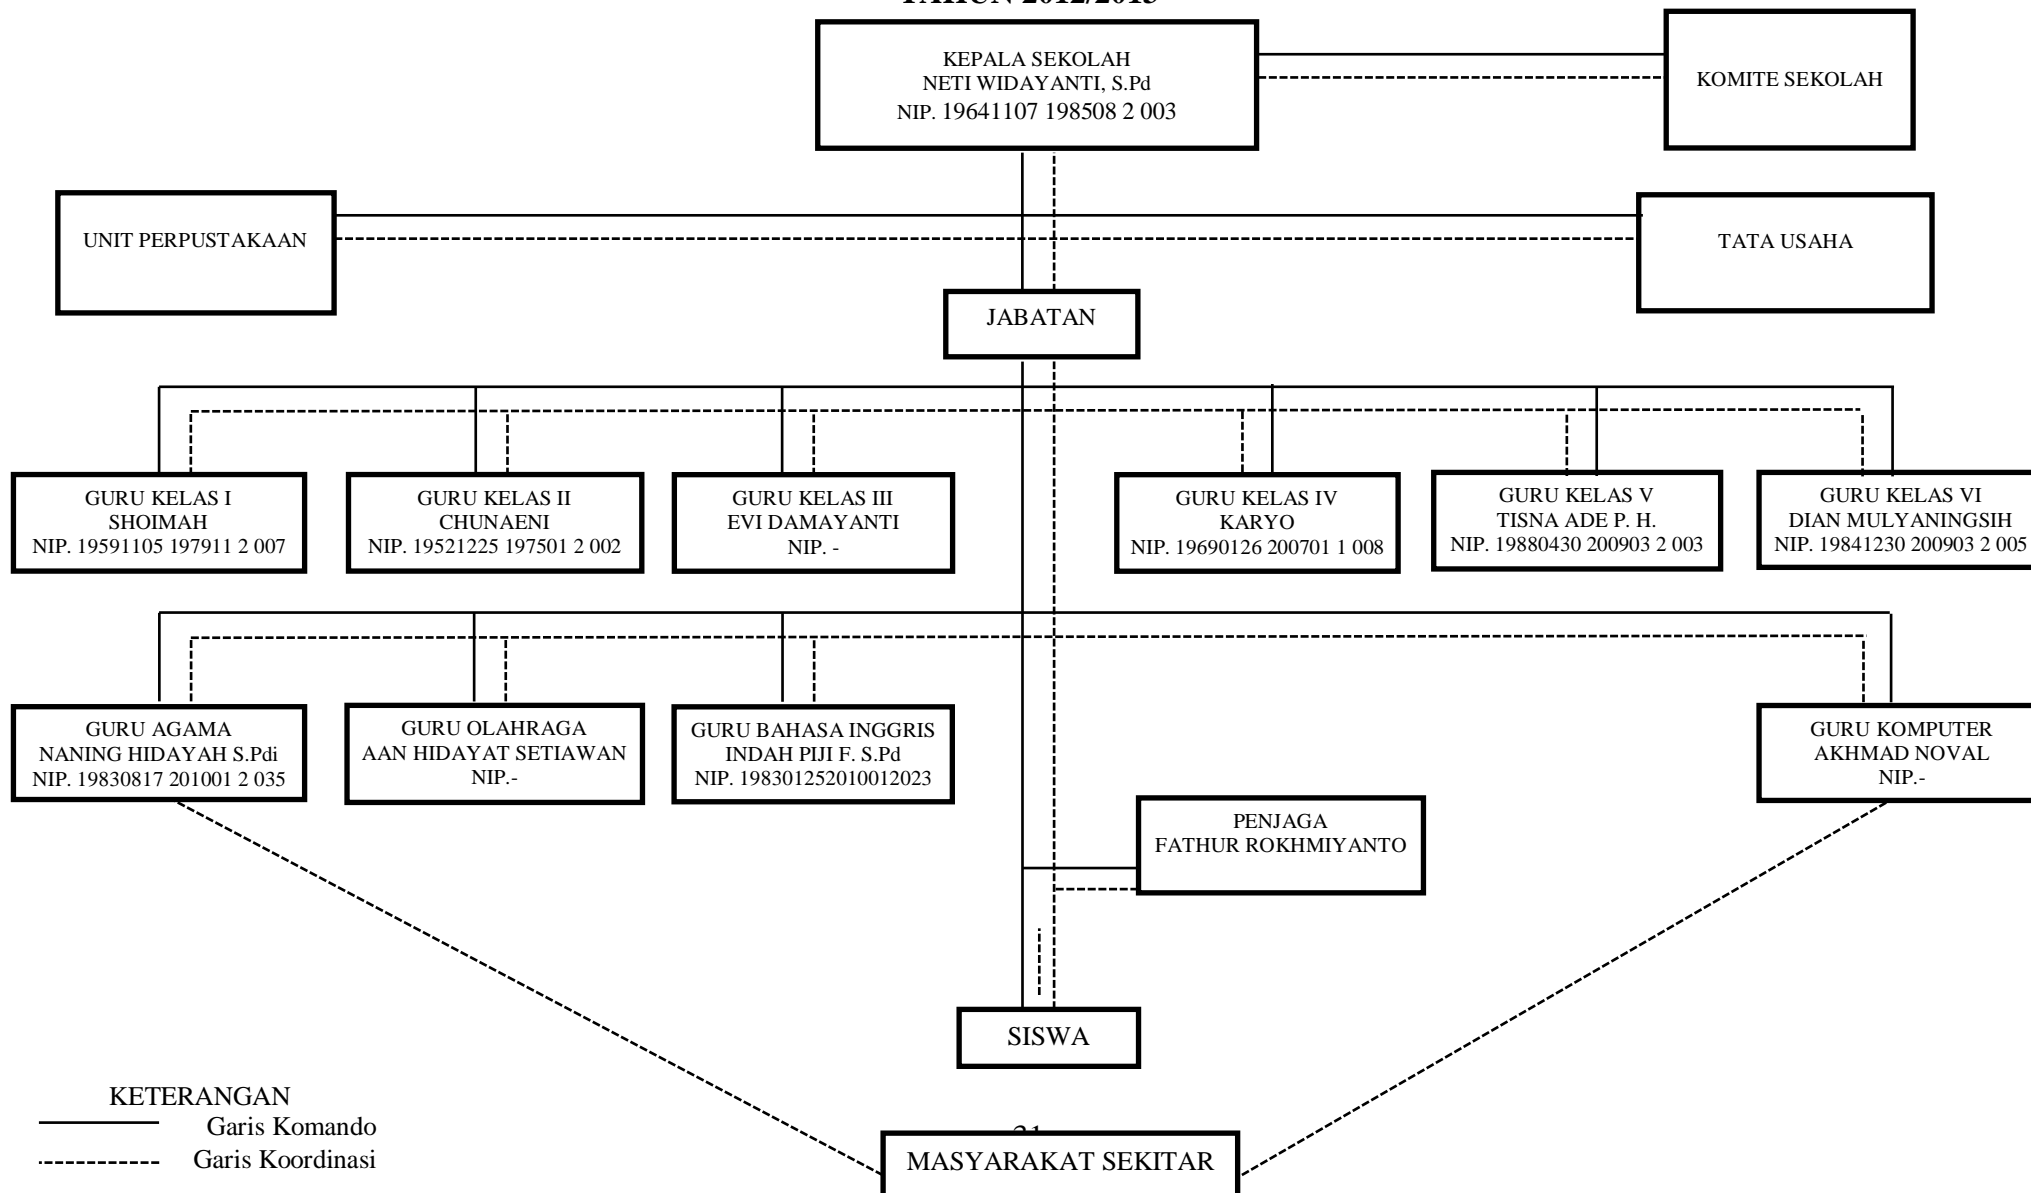 TAHUN 2012/2013
KEPALA SEKOLAH
NETI WIDAYANTI, S.Pd
NIP. 19641107 198508 2 003
KOMITE SEKOLAH
UNIT PERPUSTAKAAN
TATA USAHA
JABATAN
GURU KELAS I
SHOIMAH
NIP. 19591105 197911 2 007
GURU KELAS II
CHUNAENI
NIP. 19521225 197501 2 002
GURU KELAS III
EVI DAMAYANTI
NIP. -
GURU KELAS IV
KARYO
NIP. 19690126 200701 1 008
GURU KELAS V
TISNA ADE P. H.
NIP. 19880430 200903 2 003
GURU KELAS VI
DIAN MULYANINGSIH
NIP. 19841230 200903 2 005
GURU AGAMA
NANING HIDAYAH S.Pdi
NIP. 19830817 201001 2 035
GURU OLAHRAGA
AAN HIDAYAT SETIAWAN
NIP.-
GURU BAHASA INGGRIS
INDAH PIJI F. S.Pd
NIP. 198301252010012023
GURU KOMPUTER
AKHMAD NOVAL
NIP.-
PENJAGA
FATHUR ROKHMIYANTO
SISWA
KETERANGAN
Garis Komando
Garis Koordinasi
MASYARAKAT SEKITAR